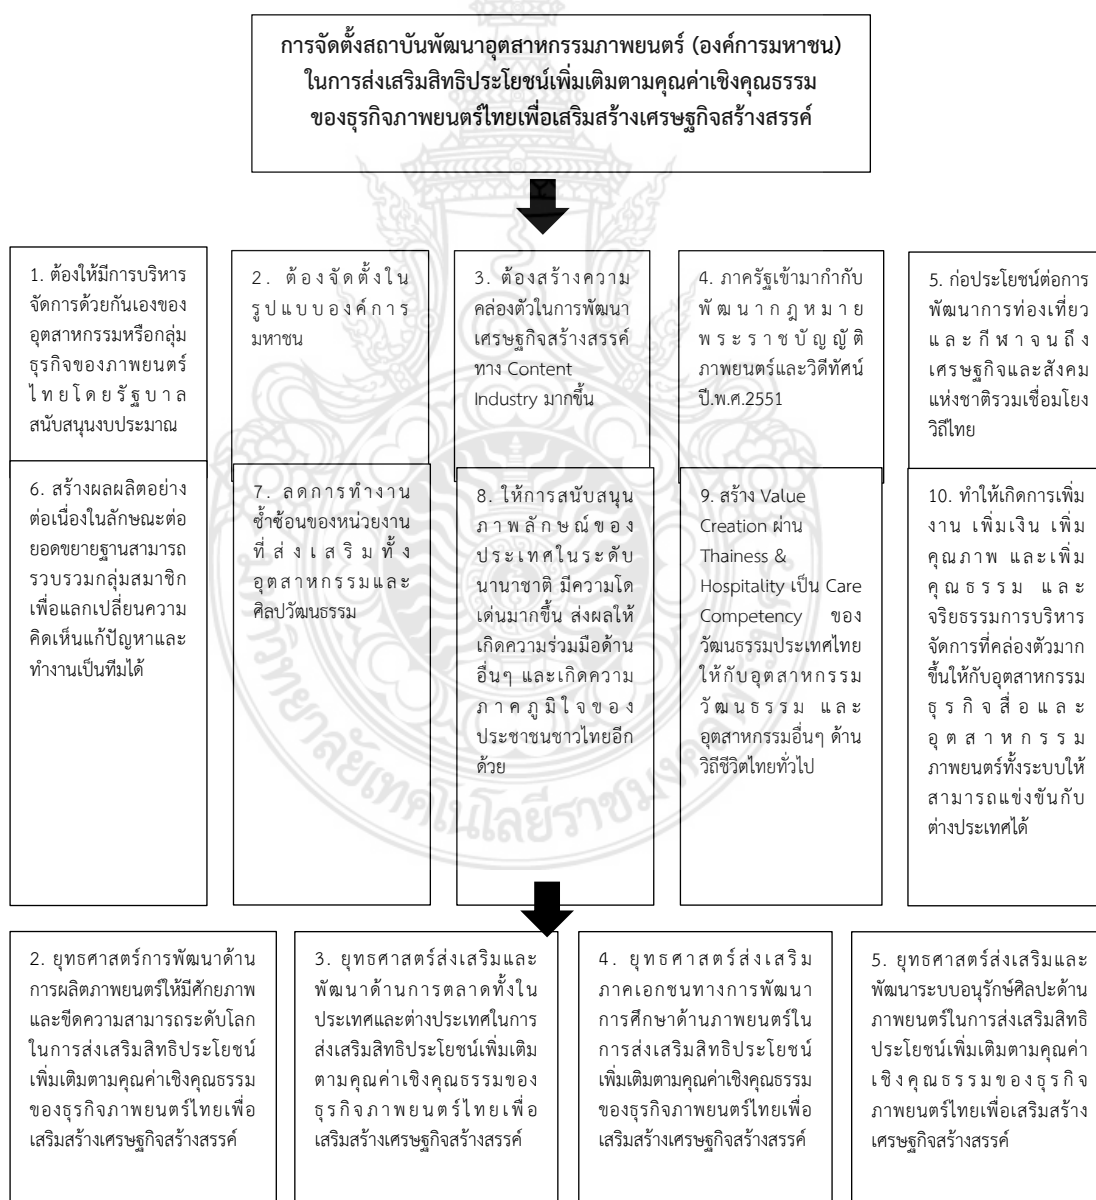 การจัดตั้งสถาบันพัฒนาอุตสาหกรรมภาพยนตร์ (องค์การมหาชน)
ในการส่งเสริมสิทธิประโยชน์เพิ่มเติมตามคุณค่าเชิงคุณธรรม
ของธุรกิจภาพยนตร์ไทยเพื่อเสริมสร้างเศรษฐกิจสร้างสรรค์
1. ต้องให้มีการบริหาร
จัดการด้วยกันเองของ
อุตสาหกรรมหรือกลุ่ม
ธุรกิจของภาพยนตร์
ไทยโดยรัฐบาล
สนับสนุนงบประมาณ
2. ต้องจัดตั้งใน
รูปแบบองค์การ
มหาชน
3. ต้องสร้างความ
คล่องตัวในการพัฒนา
เศรษฐกิจสร้างสรรค์
ทาง Content
Industry มากขึ้น
4. ภาครัฐเข้ามากำกับ
พัฒนากฎหมาย
พระราชบัญญัติ
ภาพยนตร์และวิดีทัศน์
ปี.พ.ศ.2551
5. ก่อประโยชน์ต่อการ
พัฒนาการท่องเที่ยว
และกีฬาจนถึง
เศรษฐกิจและสังคม
แห่งชาติรวมเชื่อมโยง
วิถีไทย
6. สร้างผลผลิตอย่าง
ต่อเนื่องในลักษณะต่อ
ยอดขยายฐานสามารถ
รวบรวมกลุ่มสมาชิก
เพื่อแลกเปลี่ยนความ
คิดเห็นแก้ปัญหาและ
ทำงานเป็นทีมได้
7. ลดการทำงาน
ซ้ำซ้อนของหน่วยงาน
ที่ส่งเสริมทั้ง
อุตสาหกรรมและ
ศิลปวัฒนธรรม
8. ให้การสนับสนุน
ภาพลักษณ์ของ
ประเทศในระดับ
นานาชาติ มีความโด
เด่นมากขึ้น ส่งผลให้
เกิดความร่วมมือด้าน
อื่นๆ และเกิดความ
ภาคภูมิใจของ
ประชาชนชาวไทยอีก
ด้วย
9. สร้าง Value
Creation ผ่าน
Thainess &
Hospitality เป็น Care
Competency ของ
วัฒนธรรมประเทศไทย
ให้กับอุตสาหกรรม
วัฒนธรรม และ
อุตสาหกรรมอื่นๆ ด้าน
วิถีชีวิตไทยทั่วไป
10. ทำให้เกิดการเพิ่ม
งาน เพิ่มเงิน เพิ่ม
คุณภาพ และเพิ่ม
คุณธรรม และ
จริยธรรมการบริหาร
จัดการที่คล่องตัวมาก
ขึ้นให้กับอุตสาหกรรม
ธุรกิจสื่อและ
อุตสาหกรรม
ภาพยนตร์ทั้งระบบให้
สามารถแข่งขันกับ
ต่างประเทศได้
2. ยุทธศาสตร์การพัฒนาด้าน
การผลิตภาพยนตร์ให้มีศักยภาพ
และขีดความสามารถระดับโลก
ในการส่งเสริมสิทธิประโยชน์
เพิ่มเติมตามคุณค่าเชิงคุณธรรม
ของธุรกิจภาพยนตร์ไทยเพื่อ
เสริมสร้างเศรษฐกิจสร้างสรรค์
3. ยุทธศาสตร์ส่งเสริมและ
พัฒนาด้านการตลาดทั้งใน
ประเทศและต่างประเทศในการ
ส่งเสริมสิทธิประโยชน์เพิ่มเติม
ตามคุณค่าเชิงคุณธรรมของ
ธุรกิจภาพยนตร์ไทยเพื่อ
เสริมสร้างเศรษฐกิจสร้างสรรค์
4. ยุทธศาสตร์ส่งเสริม
ภาคเอกชนทางการพัฒนา
การศึกษาด้านภาพยนตร์ใน
การส่งเสริมสิทธิประโยชน์
เพิ่มเติมตามคุณค่าเชิงคุณธรรม
ของธุรกิจภาพยนตร์ไทยเพื่อ
เสริมสร้างเศรษฐกิจสร้างสรรค์
5. ยุทธศาสตร์ส่งเสริมและ
พัฒนาระบบอนุรักษ์ศิลปะด้าน
ภาพยนตร์ในการส่งเสริมสิทธิ
ประโยชน์เพิ่มเติมตามคุณค่า
เชิงคุณธรรมของธุรกิจ
ภาพยนตร์ไทยเพื่อเสริมสร้าง
เศรษฐกิจสร้างสรรค์